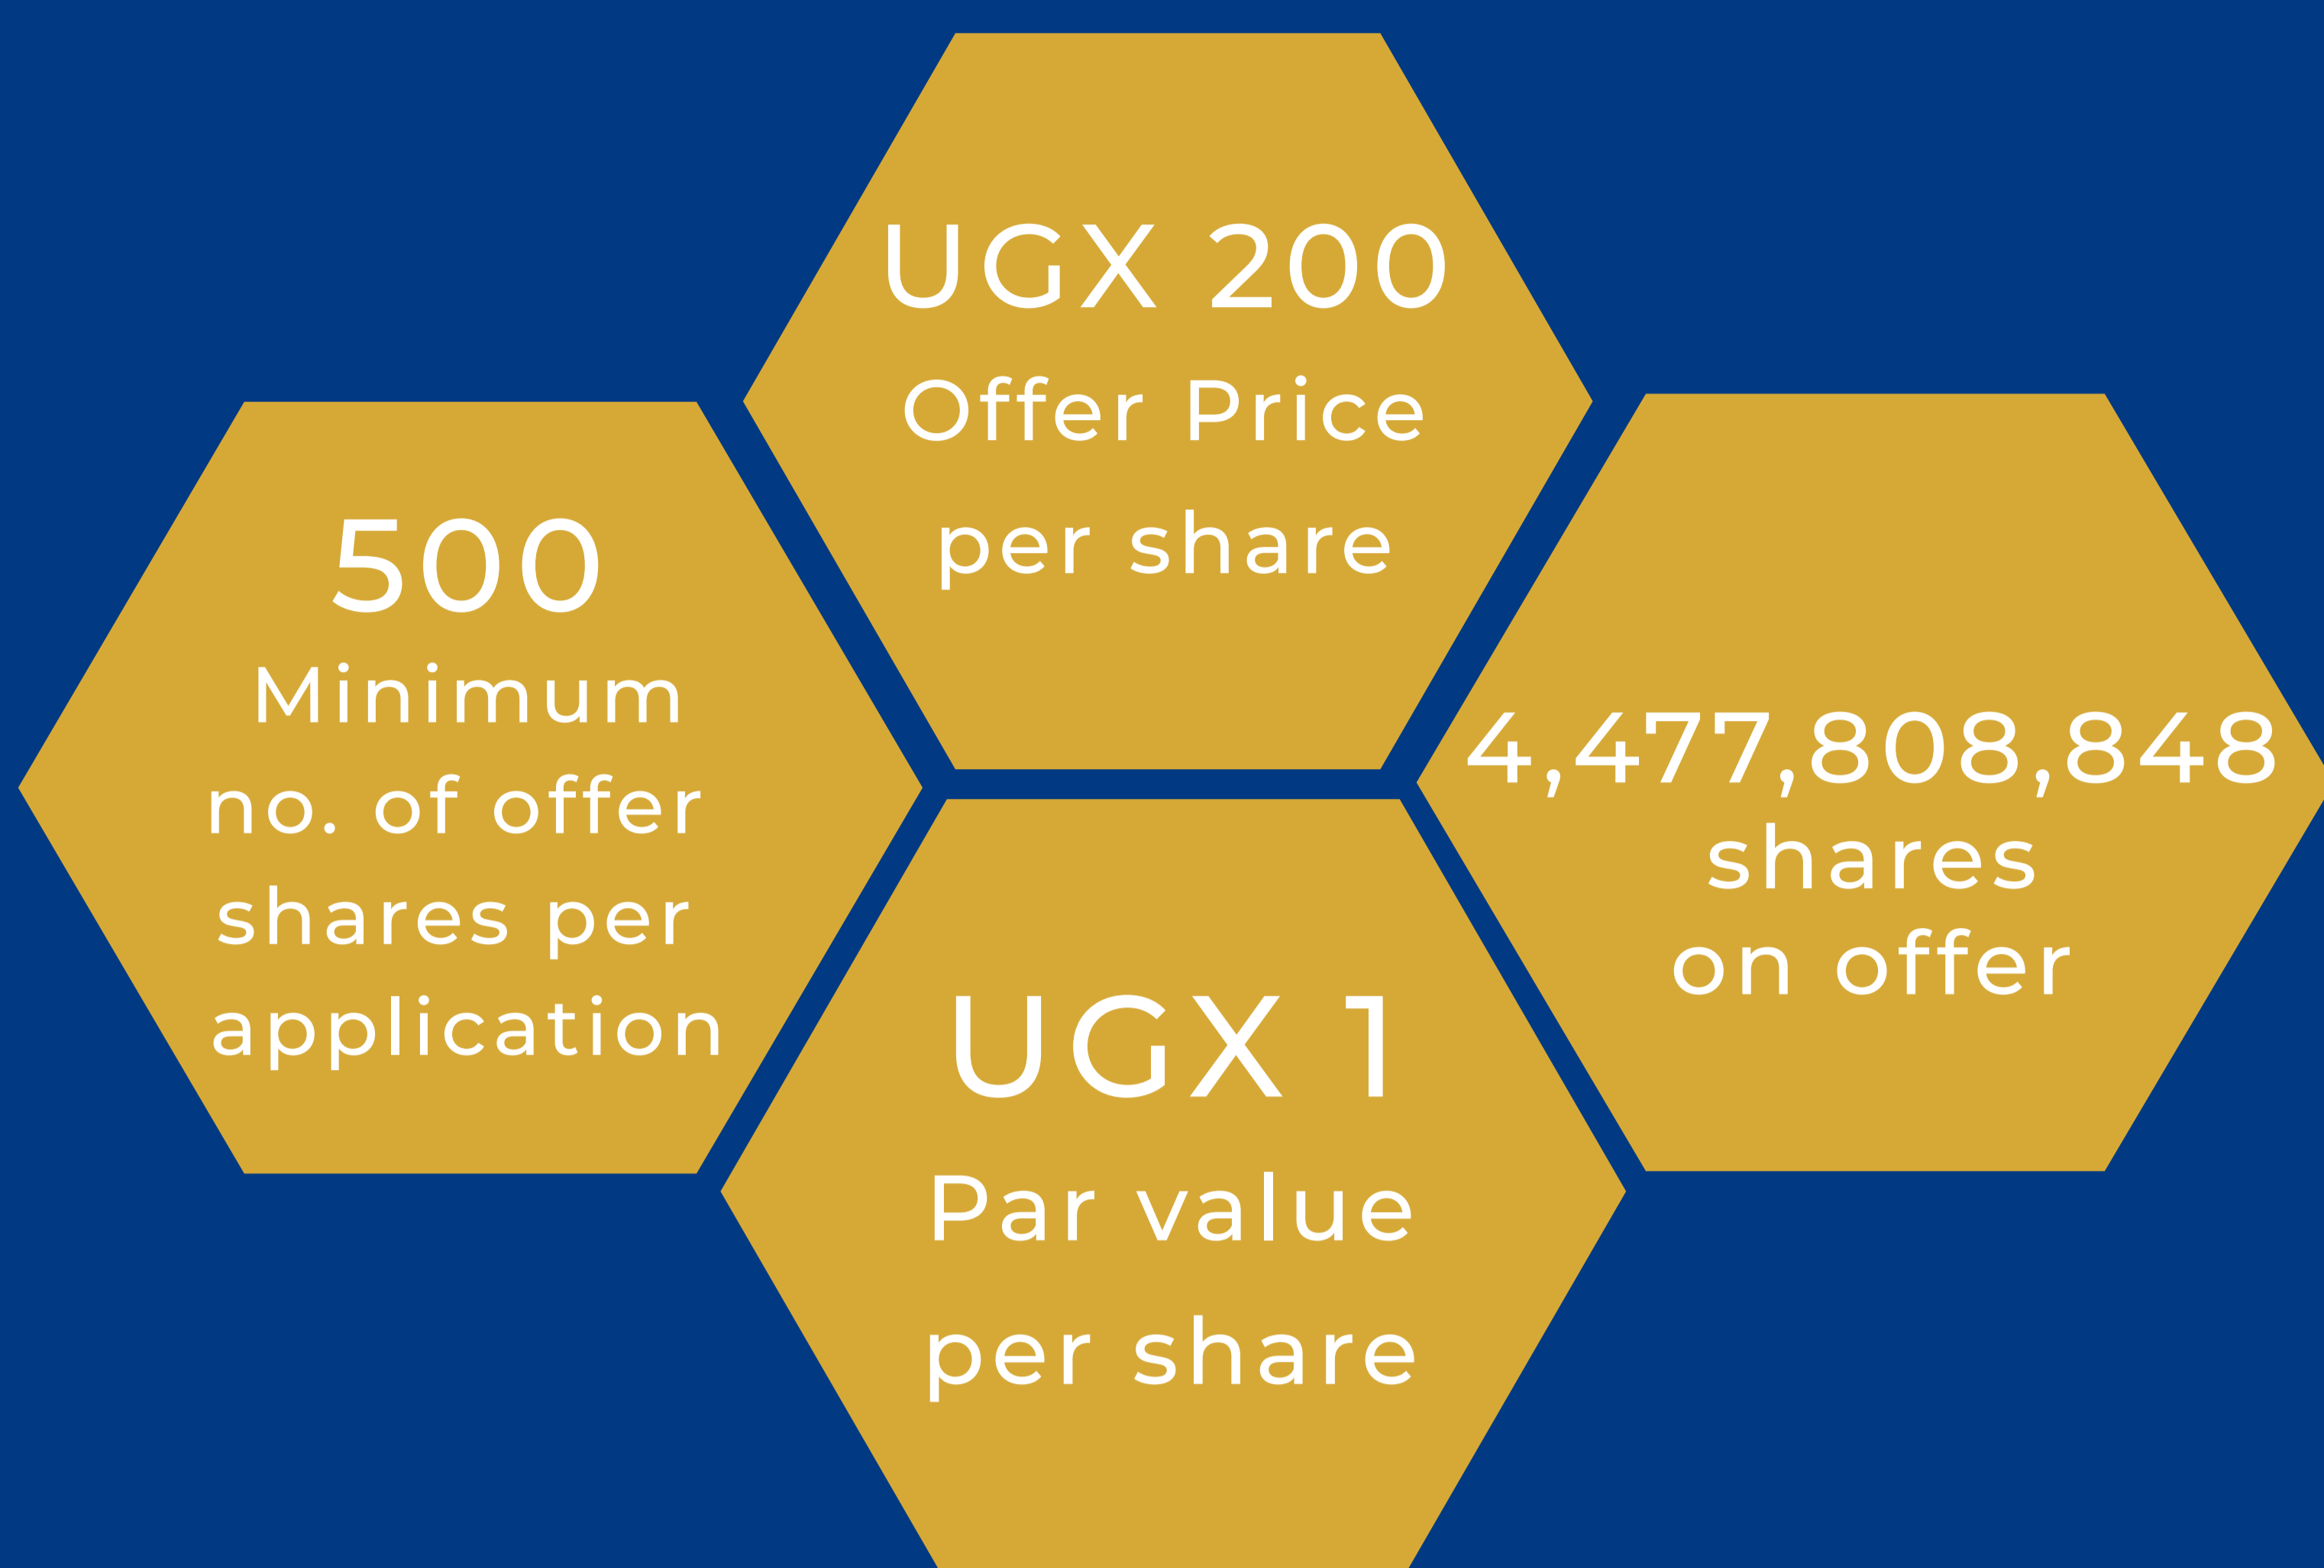 UGX 200
Offer Price
per share
500
Minimum
no. of offer
shares per
application
4,477,808,848
shares
on offer
UGX 1
Par value
per share